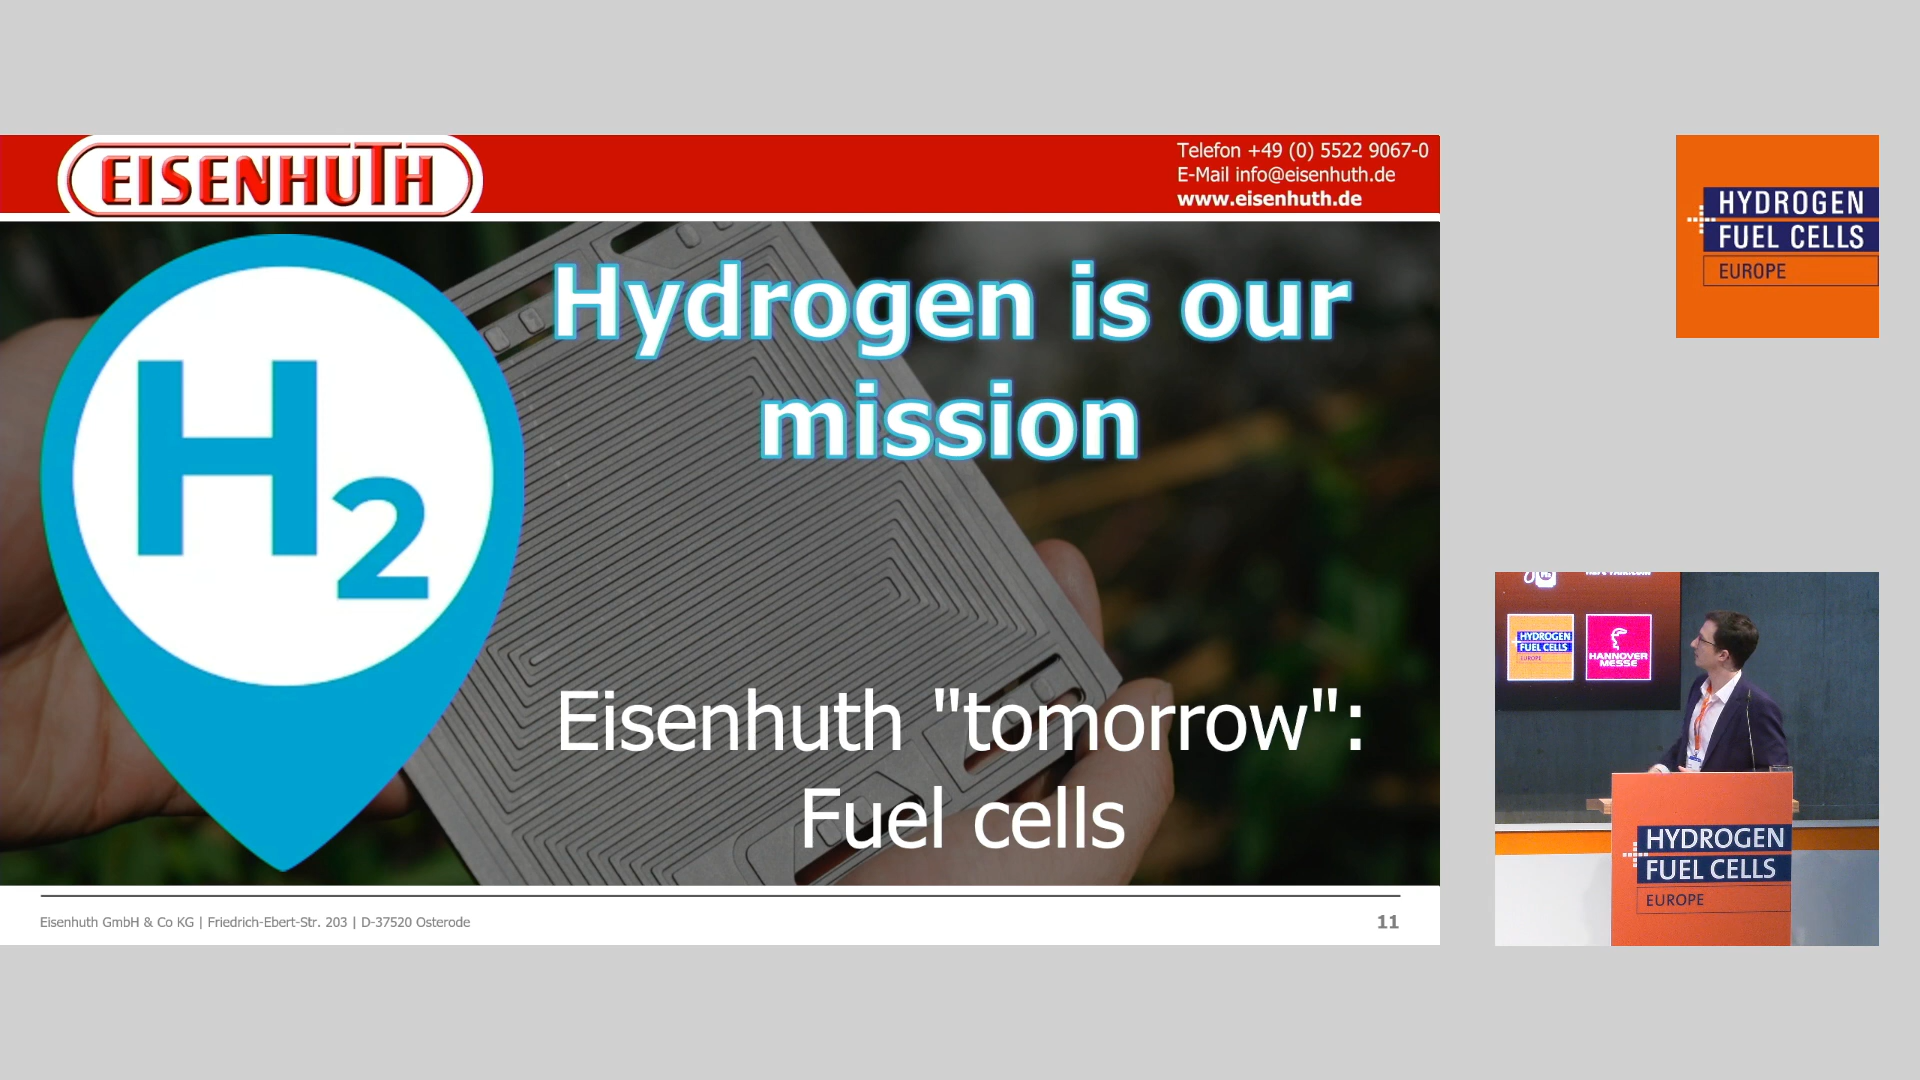 EISENHUTH
Telefon +49 (0) 5522 9067-0
E-Mail info@eisenhuth.de
www.eisenhuth.de
H2
Hydrogen is our
mission
Eisenhuth "tomorrow":
Fuel cells
Eisenhuth GmbH & Co KG | Friedrich-Ebert-Str. 203 | D-37520 Osterode
11
HYDROGEN
FUEL CELLS
EUROPE
HYDROGEN
FUEL CELLS
EUROPE
HANNOVER
MESSE
HYDROGEN
FUEL CELLS
EUROPE